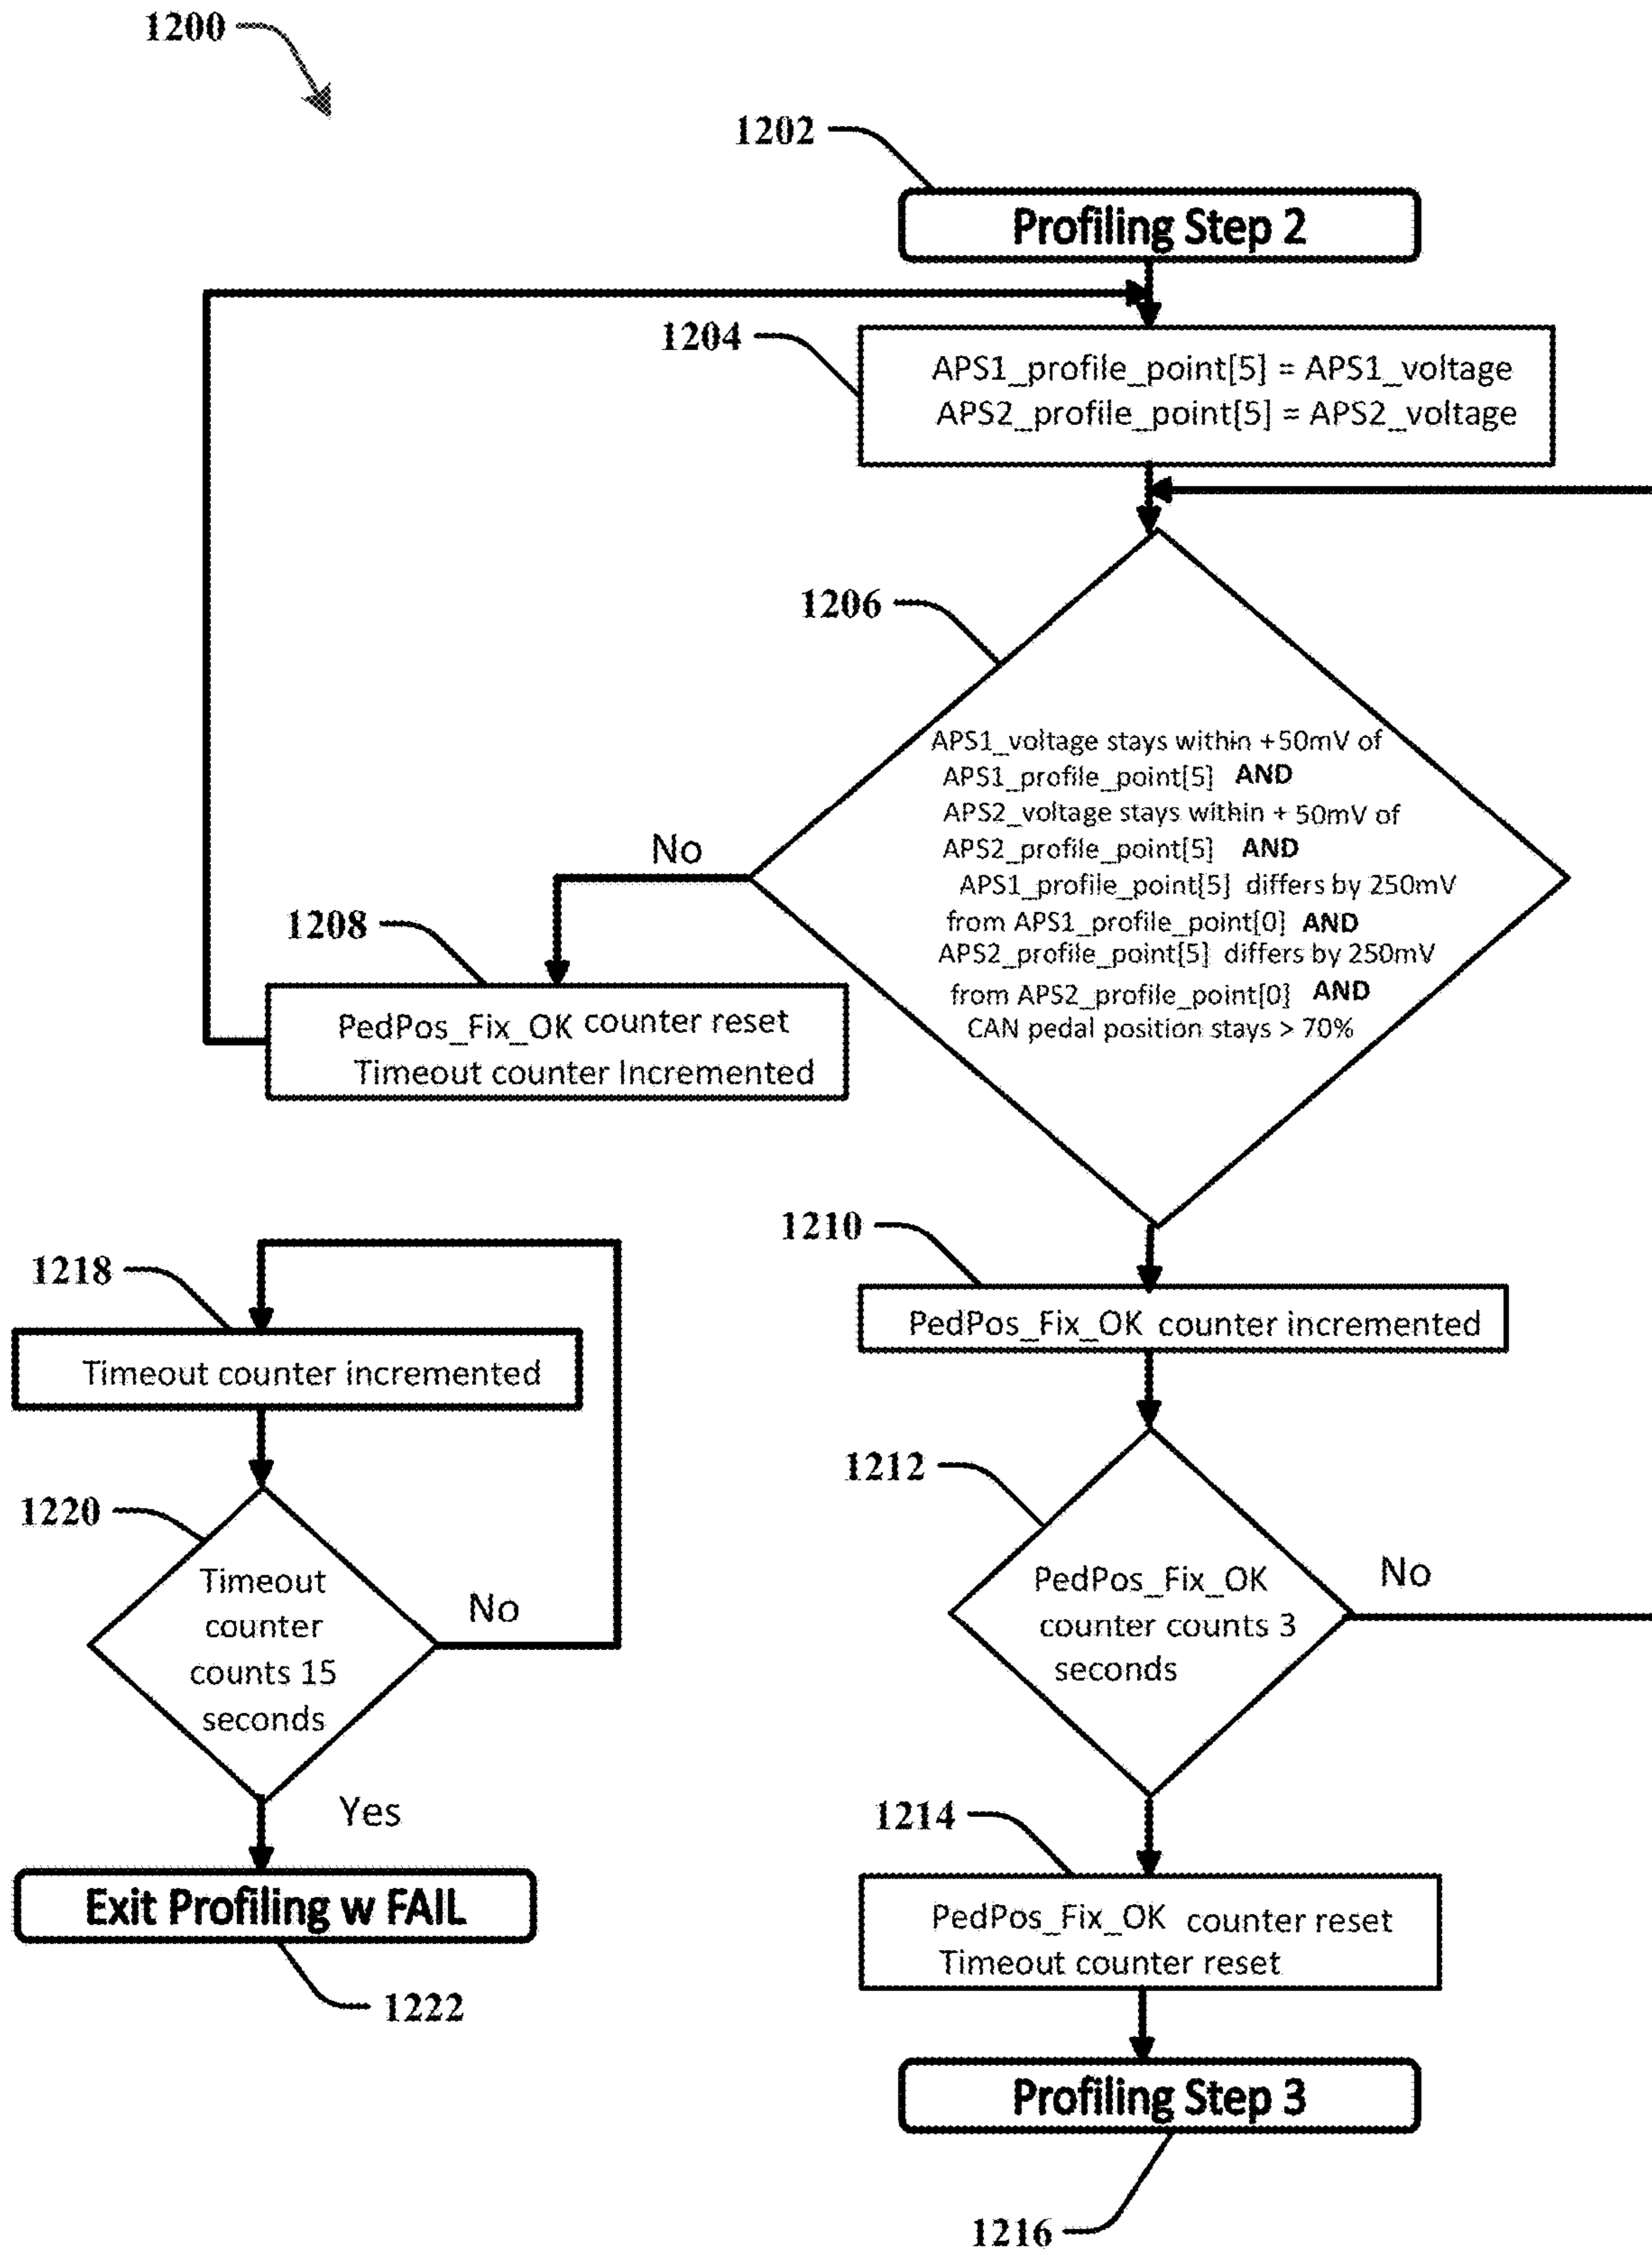 1200
1202
Profiling Step 2
1204
APS1_profile_point[5] = APS1_voltage
APS2_profile_point[5] = APS2_voltage
1206
APS1_voltage stays within +50mV of
APS1_profile_point[5] AND
APS2_voltage stays within + 50mV of
APS2_profile_point[5] AND
APS1_profile_point[5] differs by 250mV
from APS1_profile_point[0] AND
APS2_profile_point[5] differs by 250mV
from APS2_profile_point[0] AND
CAN pedal position stays > 70%
No
1208
PedPos_Fix_OK counter reset
Timeout counter Incremented
1210
PedPos_Fix_OK counter incremented
1212
PedPos_Fix_OK
counter counts 3
seconds
No
1214
PedPos_Fix_OK counter reset
Timeout counter reset
Profiling Step 3
1216
1218
Timeout counter incremented
1220
Timeout
counter
counts 15
seconds
No
Yes
Exit Profiling w FAIL
1222